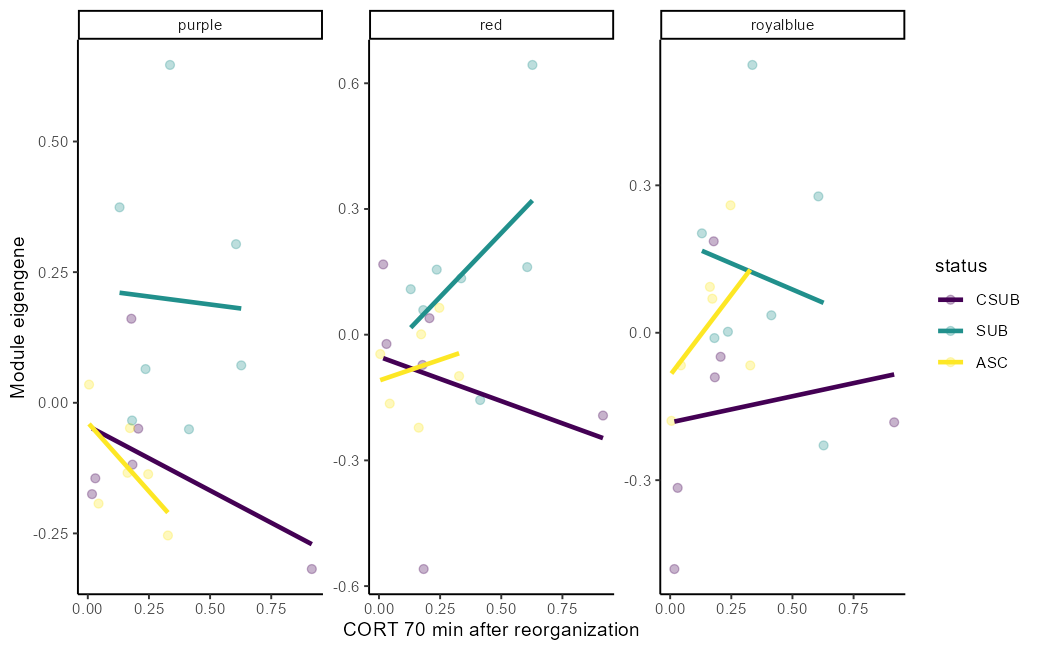 purple
red
royalblue
Module eigengene
0.50
0.25
0.00
-0.25
0.6
0.3
0.0
-0.3
-0.6
0.3
0.0
-0.3
0.00 0.25 0.50 0.75
0.00 0.25 0.50 0.75
0.00 0.25 0.50 0.75
CORT 70 min after reorganization
status
CSUB
SUB
ASC